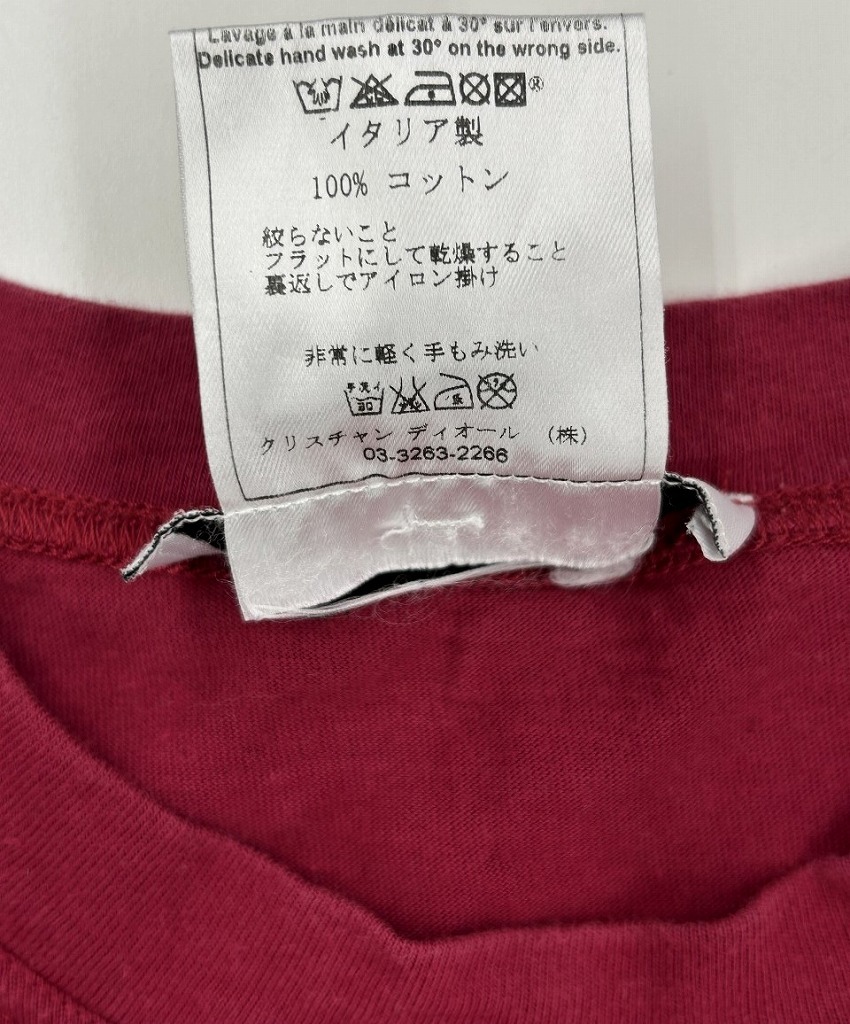 Lavage à la main délicat à 30° sur l'envers.
Delicate hand wash at 30° on the wrong side.
イタリア製
100% コットン
絞らないこと
フラットにして乾燥すること
裏返しでアイロン掛け
非常に軽く手もみ洗い
手洗イ
30
クリスチャン ディオール (株)
03-3263-2266